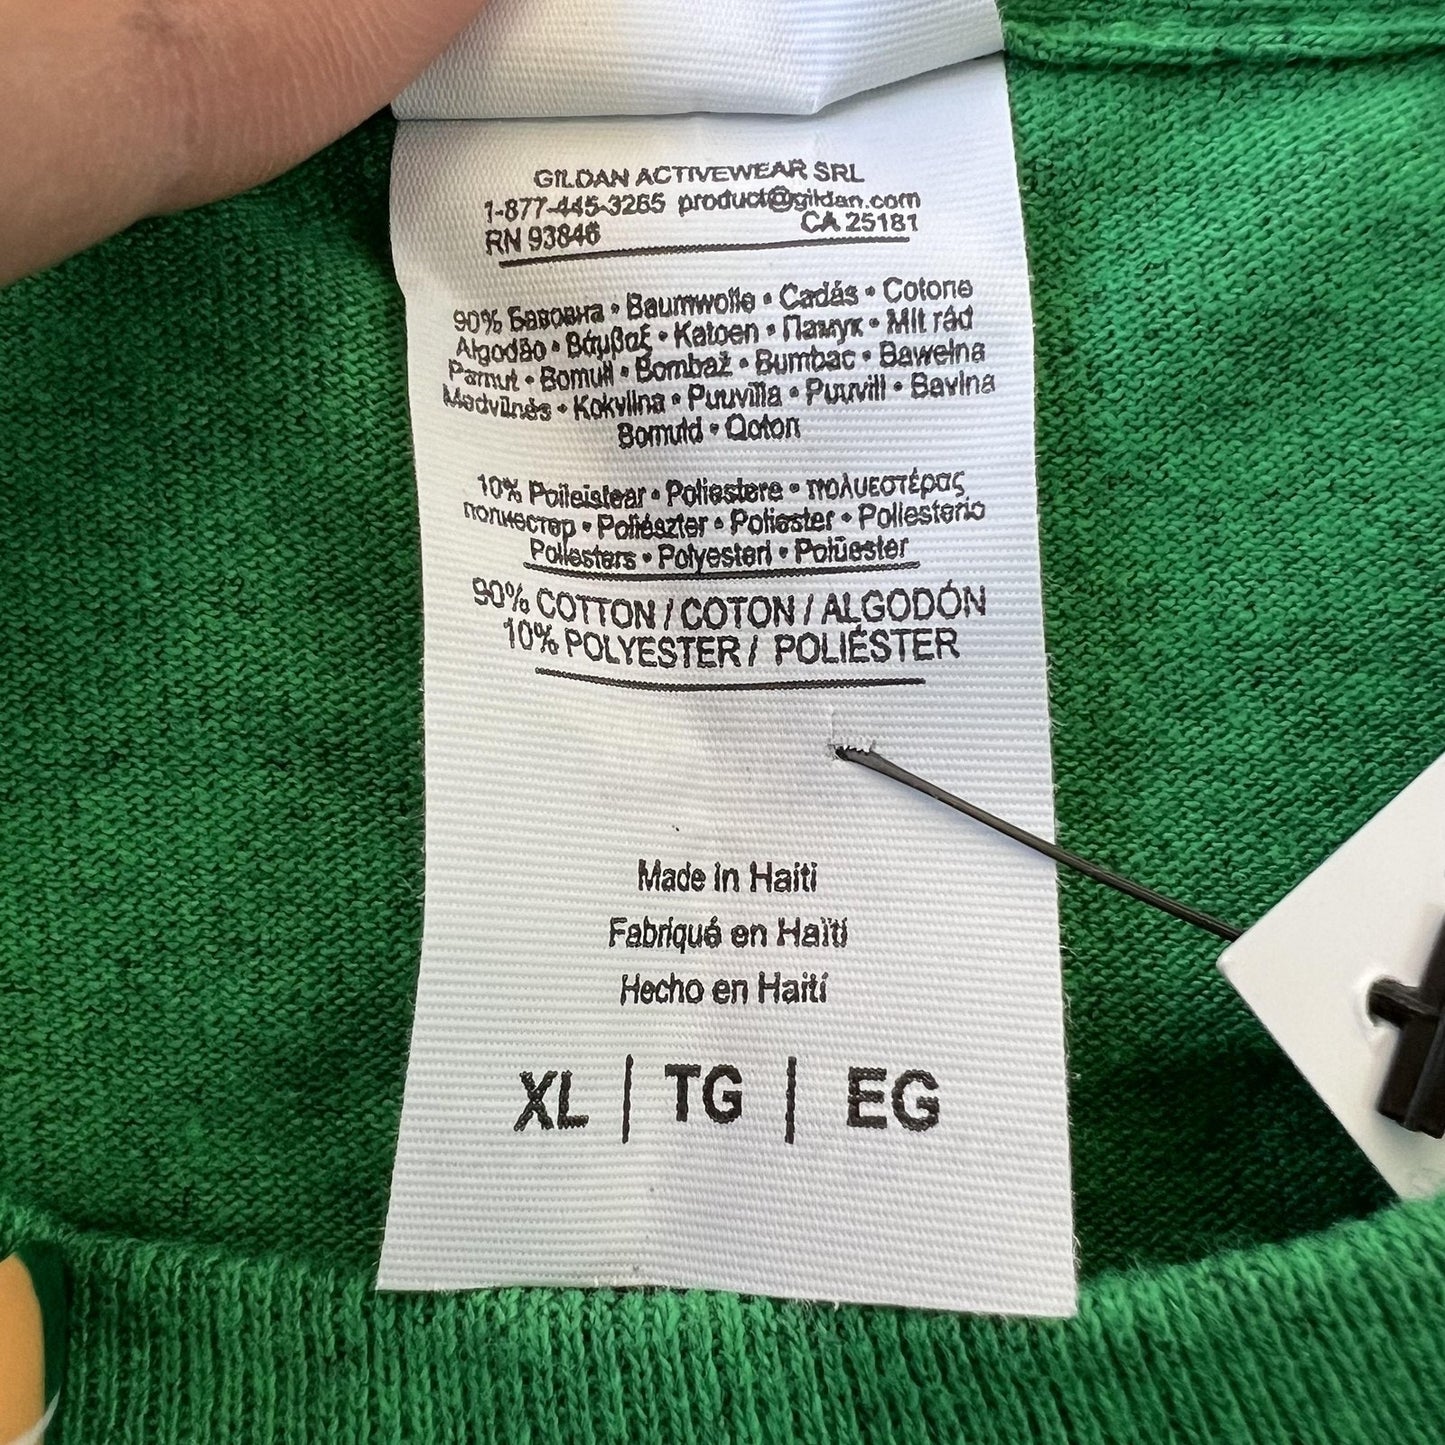 GILDAN ACTIVEWEAR SRL
1-877-445-3265 product@gildan.com
RN 93846 CA 25181
90% Бавовна • Baumwolle • Cadás • Cotone
Algodão • Βάμβαξ • Katoen • Памук • Mit rád
Pamut • Bomull • Bombaž • Bumbac • Bawełna
Medvilnės • Kokvilna • Puuvilla • Puuvill • Bavlna
Bomuld • Qoton
10% Poileistear • Poliestere • πολυεστέρας
полиестер • Poliészter • Poliester • Poliesterio
Poliesters • Polyesteri • Polüester
90% COTTON / COTON / ALGODÓN
10% POLYESTER / POLIÉSTER
Made in Haiti
Fabriqué en Haïti
Hecho en Haití
XL | TG | EG